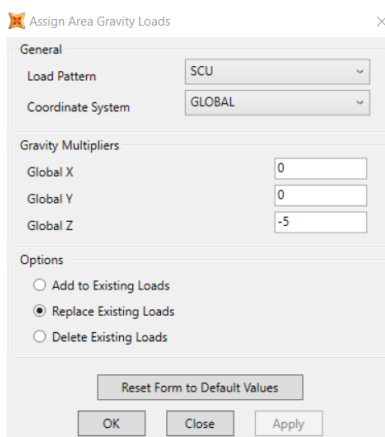 Assign Area Gravity Loads
General
Load Pattern SCU
Coordinate System GLOBAL
Gravity Multipliers
Global X 0
Global Y 0
Global Z -5
Options
Add to Existing Loads
Replace Existing Loads
Delete Existing Loads
Reset Form to Default Values
OK Close Apply